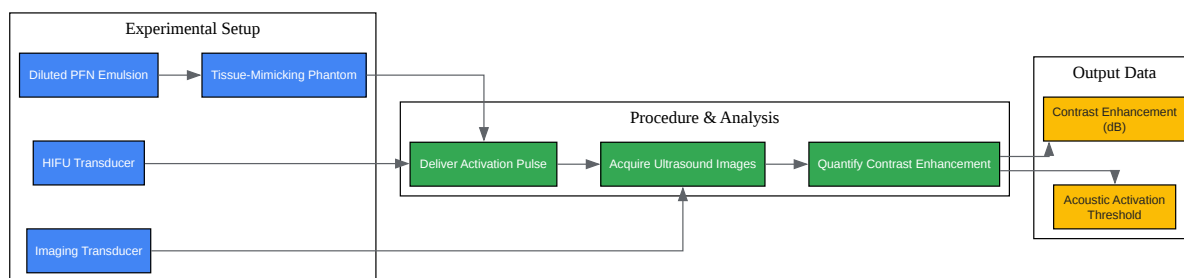 Experimental Setup
Diluted PFN Emulsion
Tissue-Mimicking Phantom
HIFU Transducer
Imaging Transducer
Procedure & Analysis
Deliver Activation Pulse
Acquire Ultrasound Images
Quantify Contrast Enhancement
Output Data
Contrast Enhancement
(dB)
Acoustic Activation
Threshold